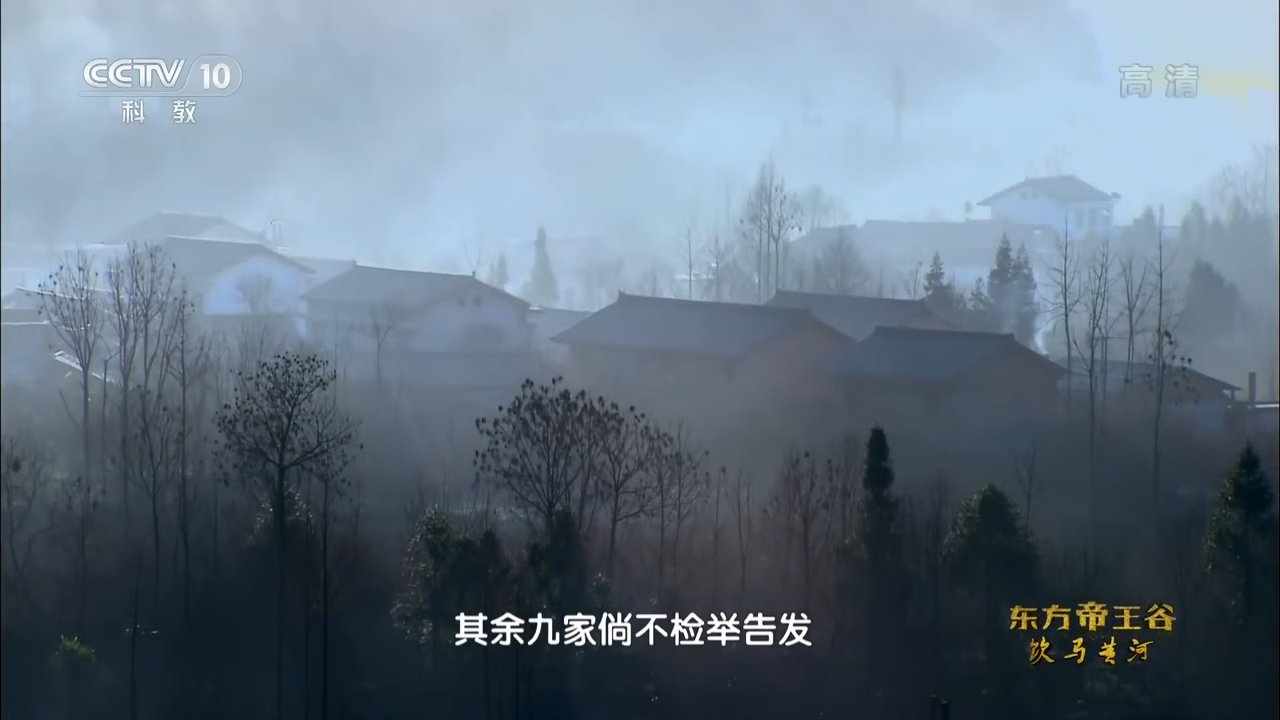 CCTV 10
科教
高清
其余九家倘不检举告发
东方帝王谷
饮马黄河